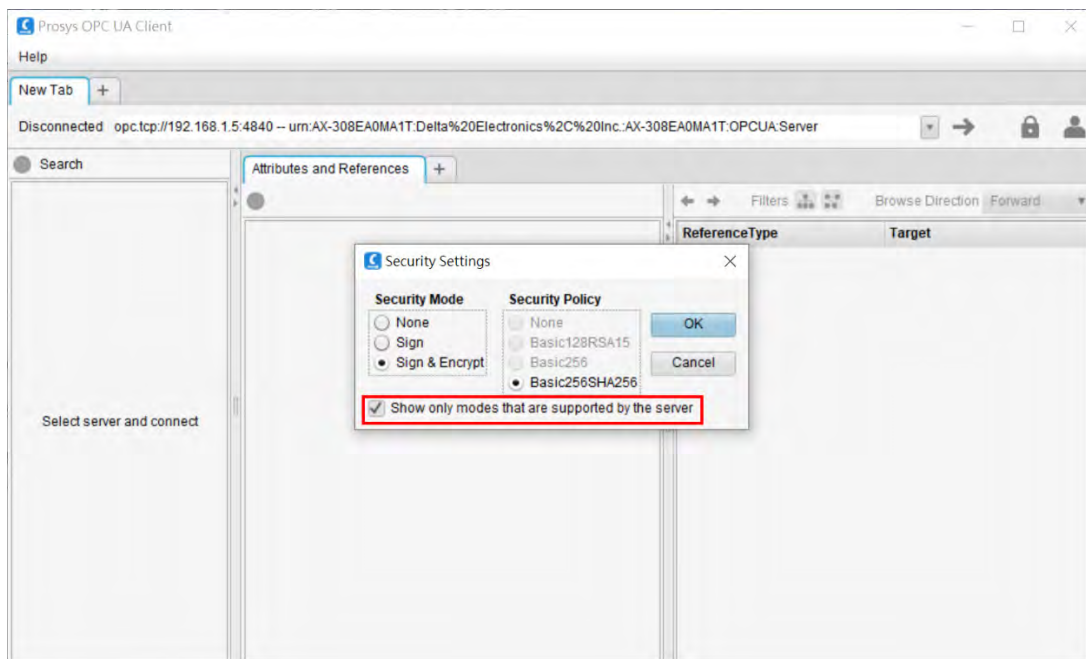 Prosys OPC UA Client
Help
New Tab +
Disconnected opc.tcp://192.168.1.5:4840 -- urn:AX-308EA0MA1T:Delta%20Electronics%2C%20Inc.:AX-308EA0MA1T:OPCUA:Server
Search
Attributes and References +
Filters Browse Direction Forward
ReferenceType Target
Security Settings
Security Mode Security Policy
None None OK
Sign Basic128RSA15
Sign & Encrypt Basic256 Cancel
Basic256SHA256
Show only modes that are supported by the server
Select server and connect